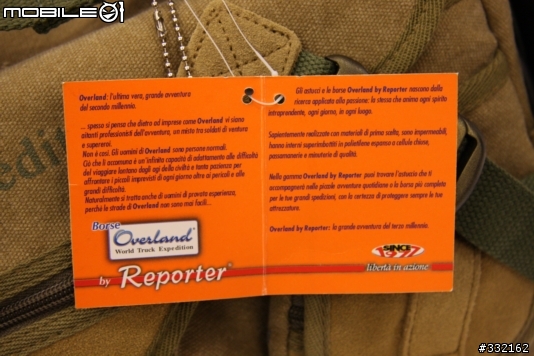 MOBILE01
Overland: l'ultima vera, grande avventura
del secondo millennio.
... spesso si pensa che dietro ad imprese come Overland vi siano
alitanti professionisti dell'avventura, un misto tra soldati di ventura
e supereroi.
Non è così. Gli uomini di Overland sono persone normali.
Ciò che li accomuna è un'infinita capacità di adattamento alle difficoltà
del viaggiare lontano dagli agi della civiltà e tanta pazienza per
affrontare i piccoli imprevisti di ogni giorno oltre ai pericoli e alle
grandi difficoltà.
Naturalmente si tratta anche di uomini di provata esperienza,
perchè le strade di Overland non sono mai facili...
Borse
Overland
World Truck Expedition
by Reporter
Gli astucci e le borse Overland by Reporter nascono dalla
ricerca applicata alla passione: la stessa che anima ogni spirito
intraprendente, ogni giorno, in ogni luogo.
Sapientemente realizzate con materiali di prima scelta, sono impermeabili,
hanno interni superimbottiti in polietilene espanso a cellule chiuse,
passamanerie e minuterie di qualità.
Nella gamma Overland by Reporter puoi trovare l'astuccio che ti
accompagnerà nelle piccole avventure quotidiane o la borsa più completa
per le tue grandi spedizioni, con la certezza di proteggere sempre le tue
attrezzature.
Overland by Reporter: la grande avventura del terzo millennio.
SINCE
1977
libertà in azione
#332162